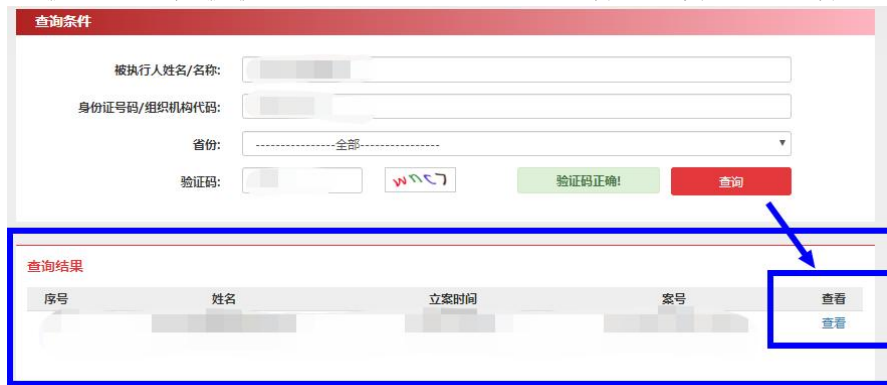 查询条件
被执行人姓名/名称:
身份证号码/组织机构代码:
省份: ---------------全部---------------
验证码: wnc7 验证码正确! 查询
查询结果
序号 姓名 立案时间 案号 查看
查看